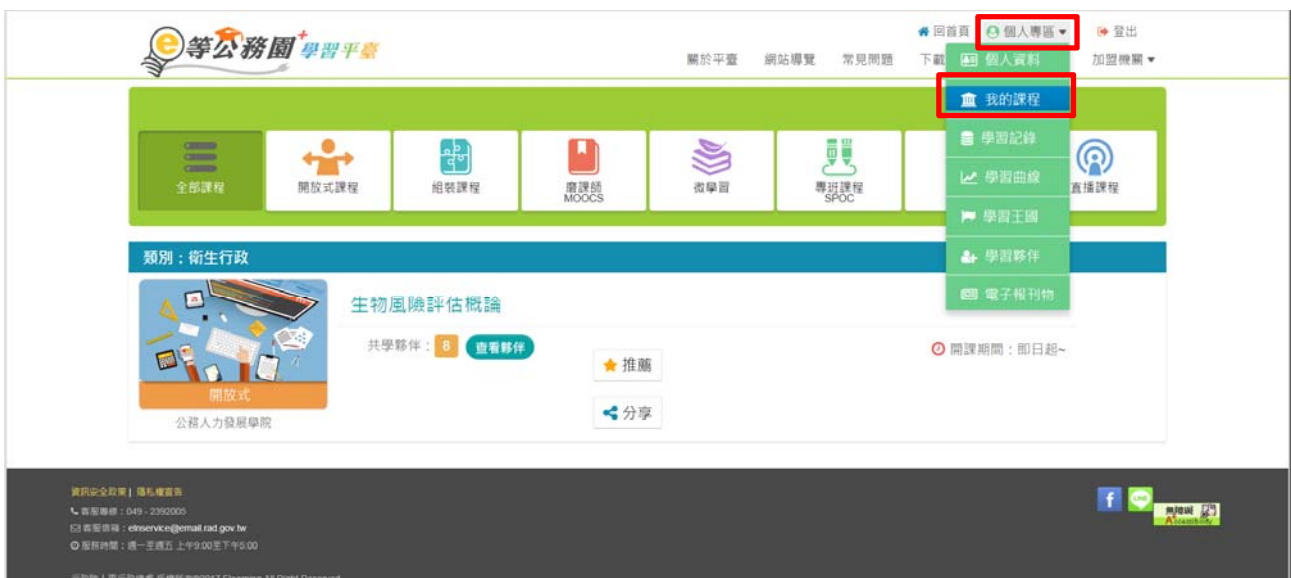 e等公務園+學習平臺
回首頁 個人專區 登出
關於平臺 網站導覽 常見問題 下載 加盟機關
個人資料
我的課程
學習記錄
學習曲線
學習王國
學習夥伴
電子報刊物
全部課程 開放式課程 組裝課程 磨課師 微學習 專班課程 直播課程
MOOCS SPOC
類別：衛生行政
生物風險評估概論
共學夥伴： 8 查看夥伴
開課期間：即日起~
推薦
開放式
分享
公務人力發展學院
資訊安全政策 | 隱私權宣告
客服專線：049 - 2392005
客服信箱：elnservice@email.rad.gov.tw
服務時間：週一至週五 上午9:00至下午5:00
f LINE
無障礙
Accessibility